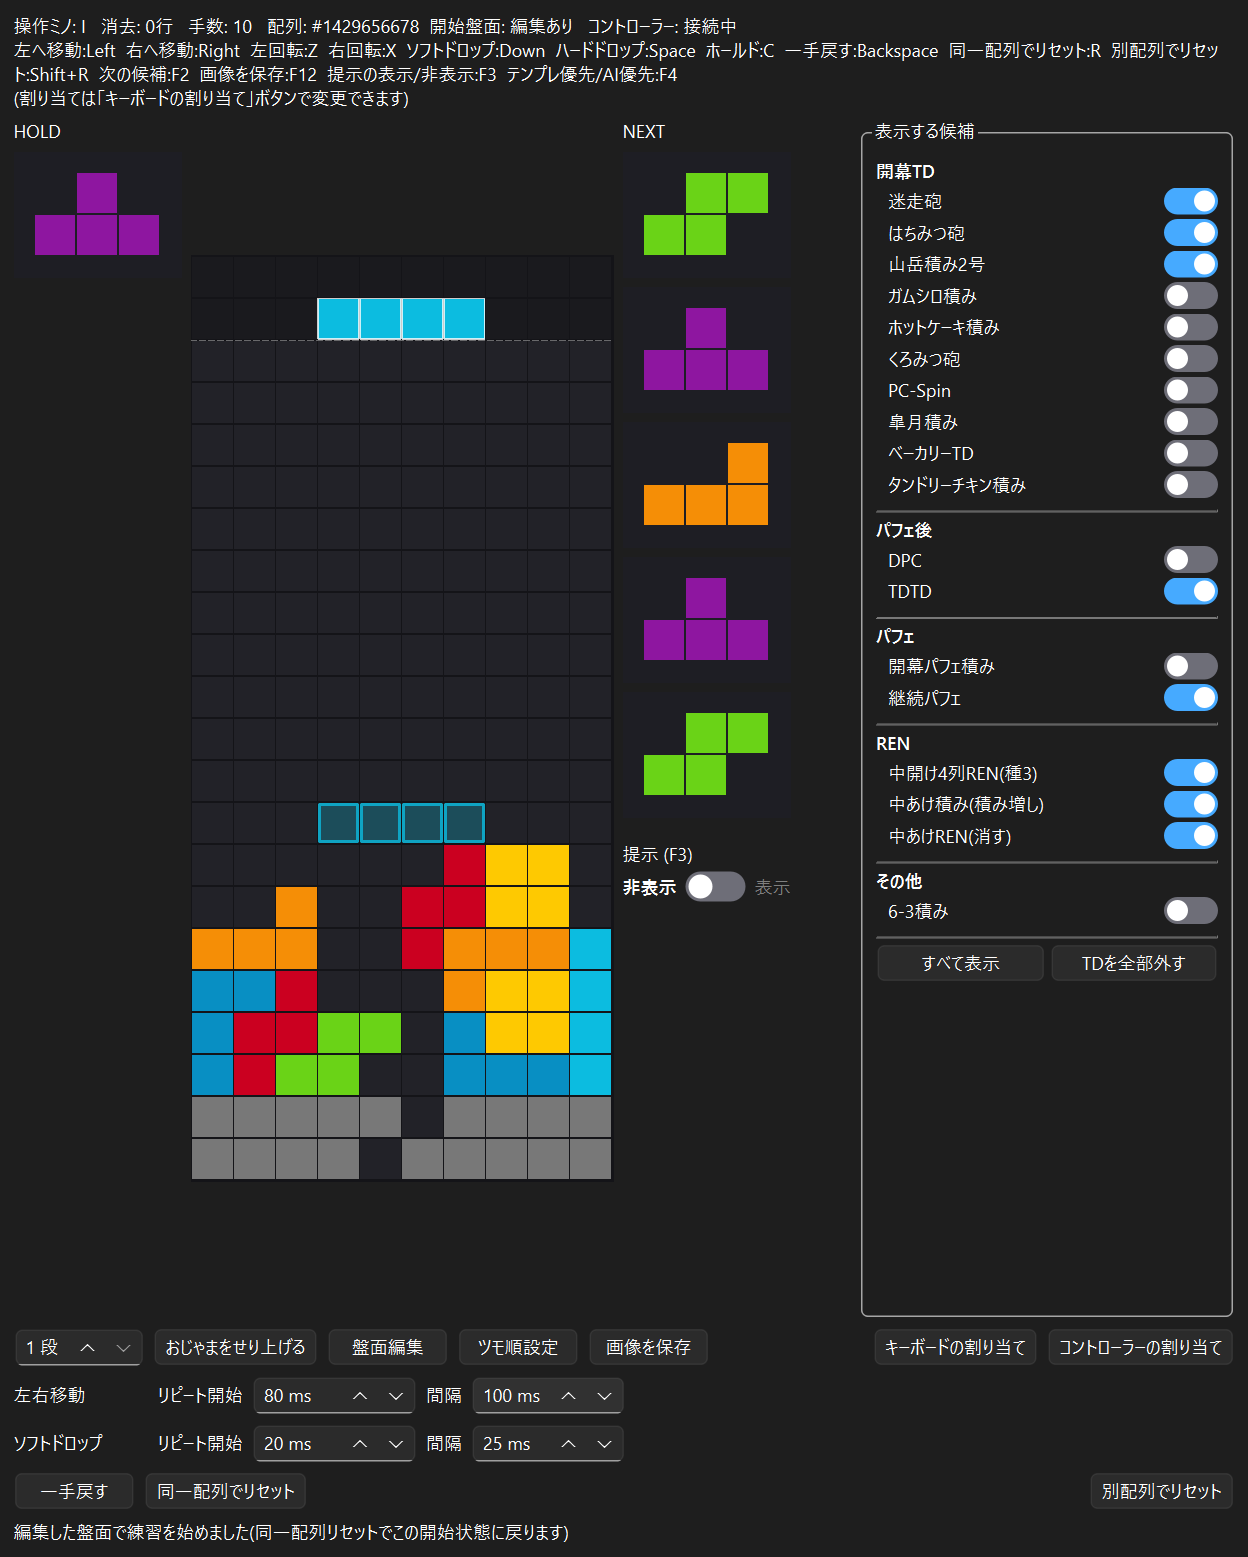 操作ミノ: I   消去: 0行   手数: 10   配列: #1429656678  開始盤面: 編集あり   コントローラー: 接続中
左へ移動:Left  右へ移動:Right  左回転:Z  右回転:X  ソフトドロップ:Down  ハードドロップ:Space  ホールド:C  一手戻す:Backspace  同一配列でリセット:R  別配列でリセッ
ト:Shift+R  次の候補:F2  画像を保存:F12  提示の表示/非表示:F3  テンプレ優先/AI優先:F4
(割り当ては「キーボードの割り当て」ボタンで変更できます)
HOLD
NEXT
表示する候補
開幕TD
迷走砲
はちみつ砲
山岳積み2号
ガムシロ積み
ホットケーキ積み
くろみつ砲
PC-Spin
皐月積み
ベーカリーTD
タンドリーチキン積み
パフェ後
DPC
TDTD
パフェ
開幕パフェ積み
継続パフェ
REN
中開け4列REN(種3)
中あけ積み(積み増し)
中あけREN(消す)
その他
6-3積み
すべて表示
TDを全部外す
提示 (F3)
非表示
表示
1 段
おじゃまをせり上げる
盤面編集
ツモ順設定
画像を保存
キーボードの割り当て
コントローラーの割り当て
左右移動
リピート開始
80 ms
間隔
100 ms
ソフトドロップ
リピート開始
20 ms
間隔
25 ms
一手戻す
同一配列でリセット
別配列でリセット
編集した盤面で練習を始めました(同一配列リセットでこの開始状態に戻ります)